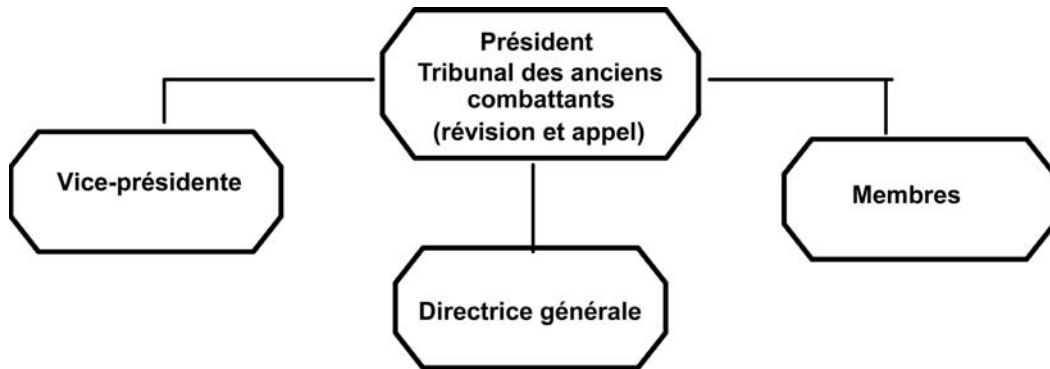 Président
Tribunal des anciens
combattants
(révision et appel)
Vice-présidente
Membres
Directrice générale